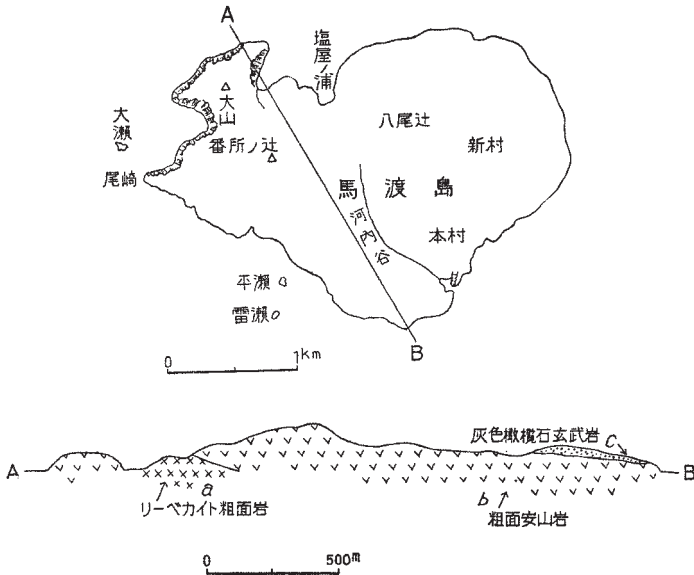 A
塩屋ノ浦
大山
大瀬
八尾辻
番所ノ辻
新村
尾崎
馬渡島
河内谷
本村
平瀬
雷瀬
B
0 1km
灰色橄欖石玄武岩
c
A
B
a
リーベカイト粗面岩
b
粗面安山岩
0 500m